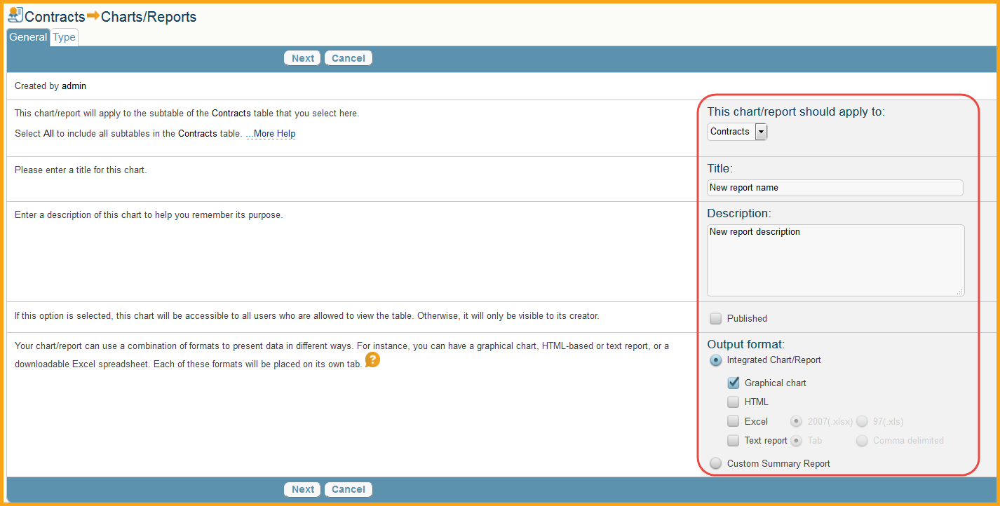 Contracts Charts/Reports
General Type
Next Cancel
Created by admin
This chart/report will apply to the subtable of the Contracts table that you select here.
Select All to include all subtables in the Contracts table. ...More Help
This chart/report should apply to:
Contracts
Please enter a title for this chart.
Title:
New report name
Enter a description of this chart to help you remember its purpose.
Description:
New report description
If this option is selected, this chart will be accessible to all users who are allowed to view the table. Otherwise, it will only be visible to its creator.
Published
Your chart/report can use a combination of formats to present data in different ways. For instance, you can have a graphical chart, HTML-based or text report, or a
downloadable Excel spreadsheet. Each of these formats will be placed on its own tab. ?
Output format:
Integrated Chart/Report
Graphical chart
HTML
Excel 2007(.xlsx) 97(.xls)
Text report Tab Comma delimited
Custom Summary Report
Next Cancel